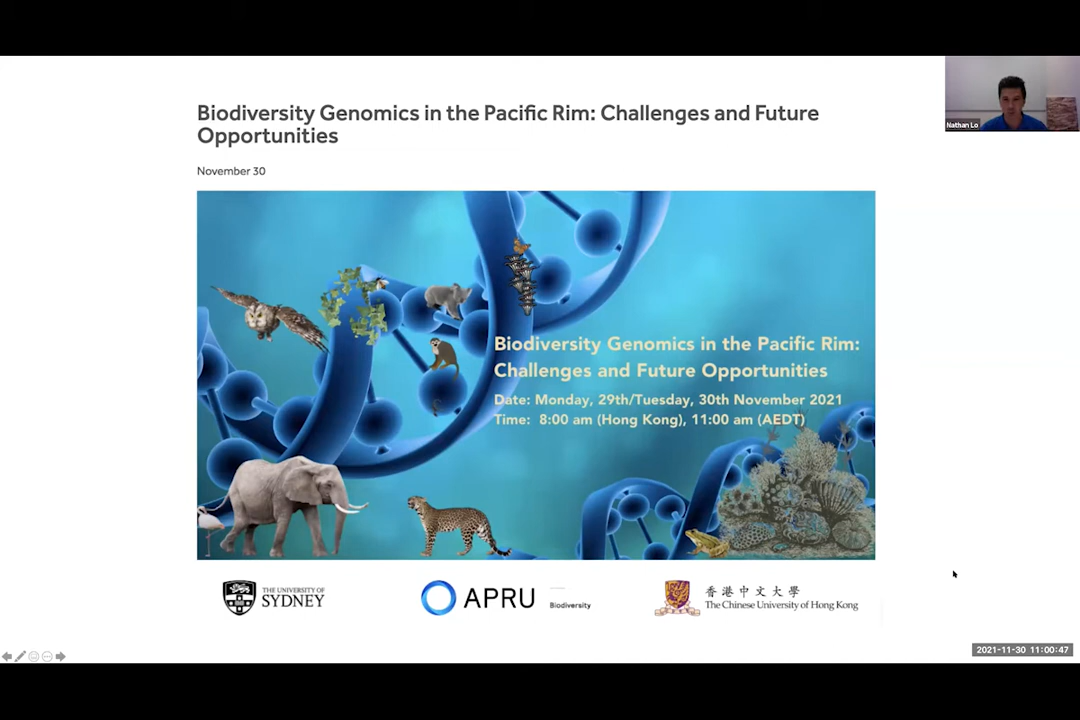 Biodiversity Genomics in the Pacific Rim: Challenges and Future
Opportunities
November 30
Nathan Lo
Biodiversity Genomics in the Pacific Rim:
Challenges and Future Opportunities
Date: Monday, 29th/Tuesday, 30th November 2021
Time: 8:00 am (Hong Kong), 11:00 am (AEDT)
THE UNIVERSITY OF
SYDNEY
APRU
Biodiversity
香港中文大學
The Chinese University of Hong Kong
2021-11-30 11:00:47